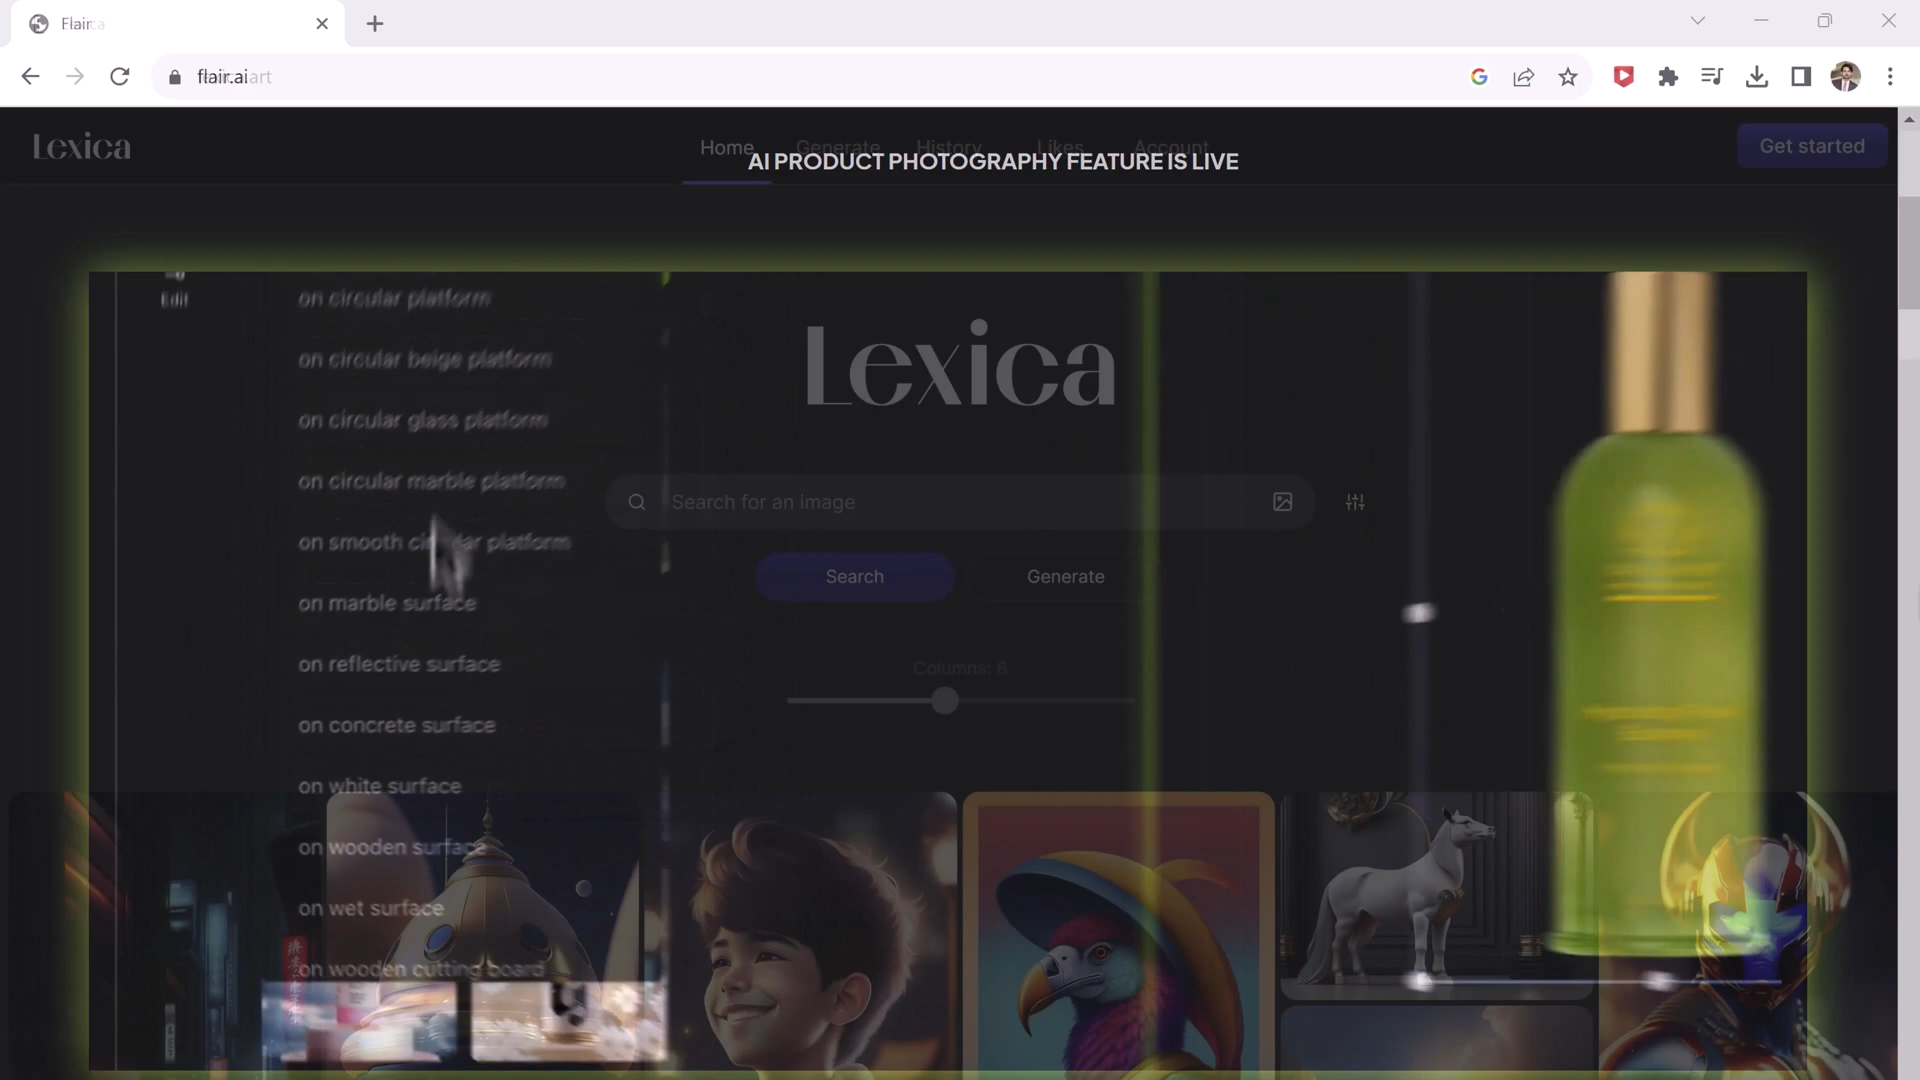 Flair
flair.ai art
Lexica
Home Generate History Likes Account
Get started
AI PRODUCT PHOTOGRAPHY FEATURE IS LIVE
Edit
on circular platform
on circular beige platform
on circular glass platform
on circular marble platform
on smooth circular platform
on marble surface
on reflective surface
on concrete surface
on white surface
on wooden surface
on wet surface
on wooden cutting board
Lexica
Search for an image
Search
Generate
Columns: 6